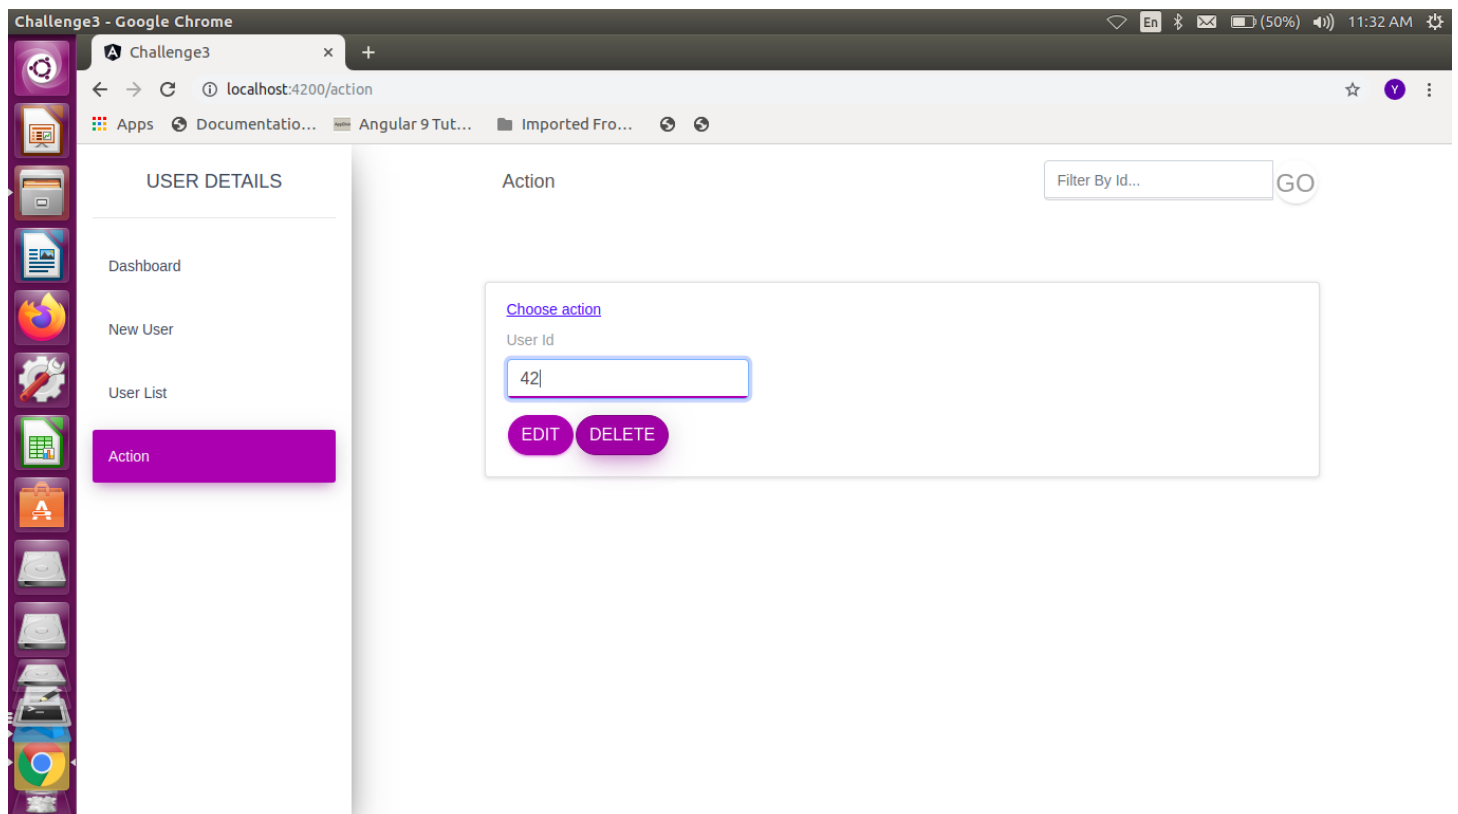 Challenge3 - Google Chrome
En
(50%)
11:32 AM
Challenge3
localhost:4200/action
Y
Apps
Documentatio...
Angular 9 Tut...
Imported Fro...
USER DETAILS
Action
Filter By Id...
GO
Dashboard
New User
User List
Action
Choose action
User Id
42
EDIT
DELETE